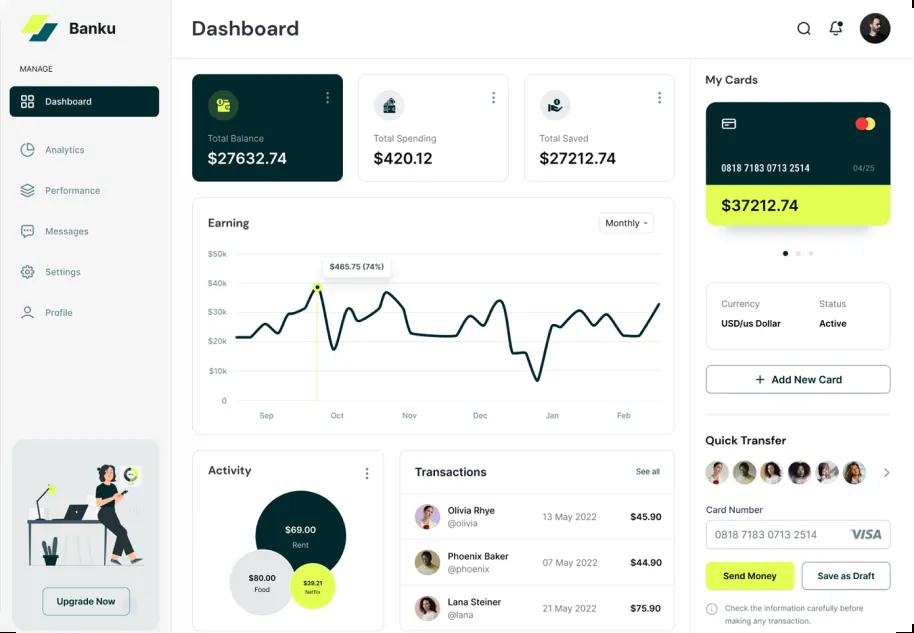 Banku
Dashboard
MANAGE
Dashboard
Analytics
Performance
Messages
Settings
Profile
Upgrade Now
Total Balance
$27632.74
Total Spending
$420.12
Total Saved
$27212.74
Earning
Monthly
$50k
$465.75 (74%)
$40k
$30k
$20k
$10k
0
Sep Oct Nov Dec Jan Feb
Activity
$69.00
Rent
$80.00
Food
$39.21
Netflix
Transactions
See all
Olivia Rhye
@olivia
13 May 2022
$45.90
Phoenix Baker
@phoenix
07 May 2022
$44.90
Lana Steiner
@lana
21 May 2022
$75.90
My Cards
0818 7183 0713 2514
04/25
$37212.74
Currency
USD/us Dollar
Status
Active
+ Add New Card
Quick Transfer
Card Number
0818 7183 0713 2514
VISA
Send Money
Save as Draft
Check the information carefully before
making any transaction.